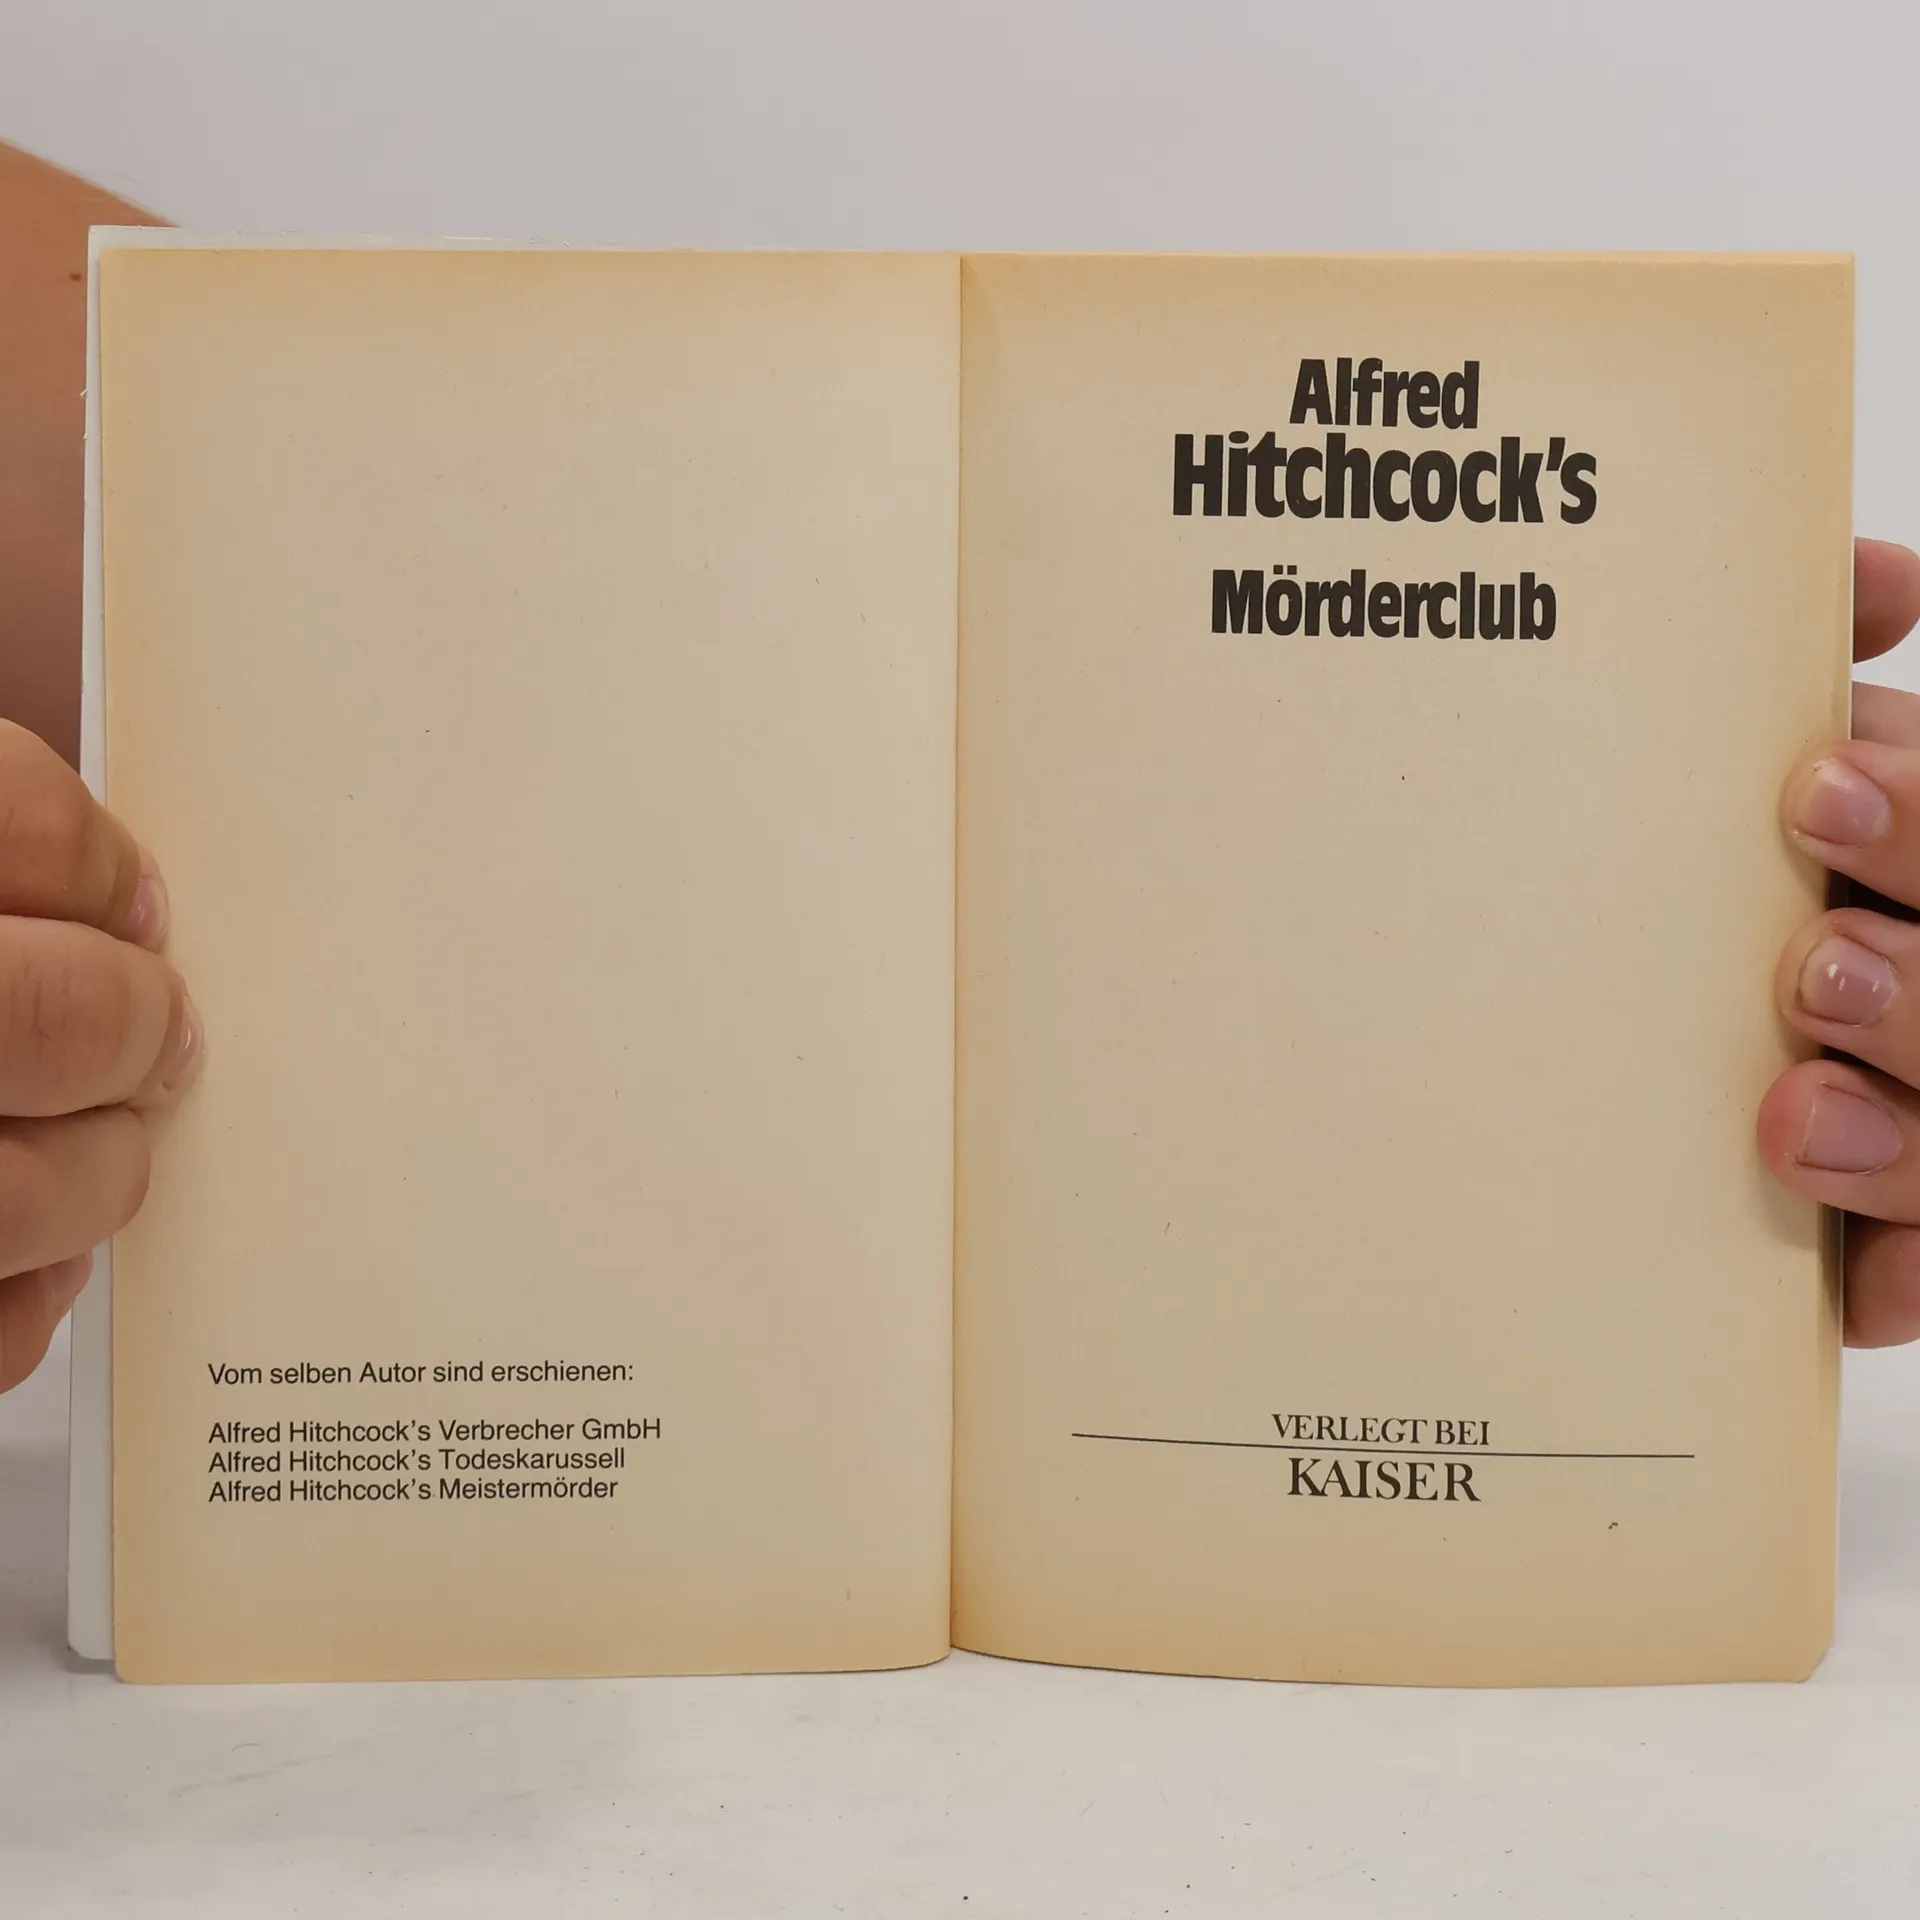 Vom selben Autor sind erschienen:
Alfred Hitchcock’s Verbrecher GmbH
Alfred Hitchcock’s Todeskarussell
Alfred Hitchcock’s Meistermörder
Alfred
Hitchcock’s
Mörderclub
VERLEGT BEI
KAISER